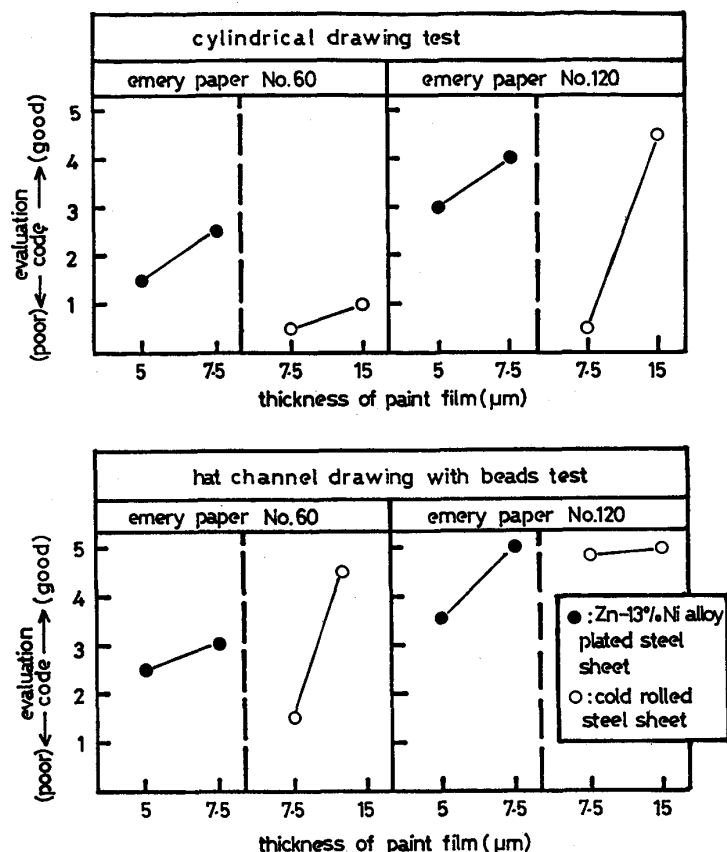 cylindrical drawing test
emery paper No.60 emery paper No.120
5
4
3
2
1
(poor)← evaluation code →(good)
5 7.5 7.5 15 5 7.5 7.5 15
thickness of paint film(μm)
hat channel drawing with beads test
emery paper No.60 emery paper No.120
5
4
3
2
1
(poor)← evaluation code →(good)
●:Zn-13%Ni alloy
plated steel
sheet
○:cold rolled
steel sheet
5 7.5 7.5 15 5 7.5 7.5 15
thickness of paint film(μm)